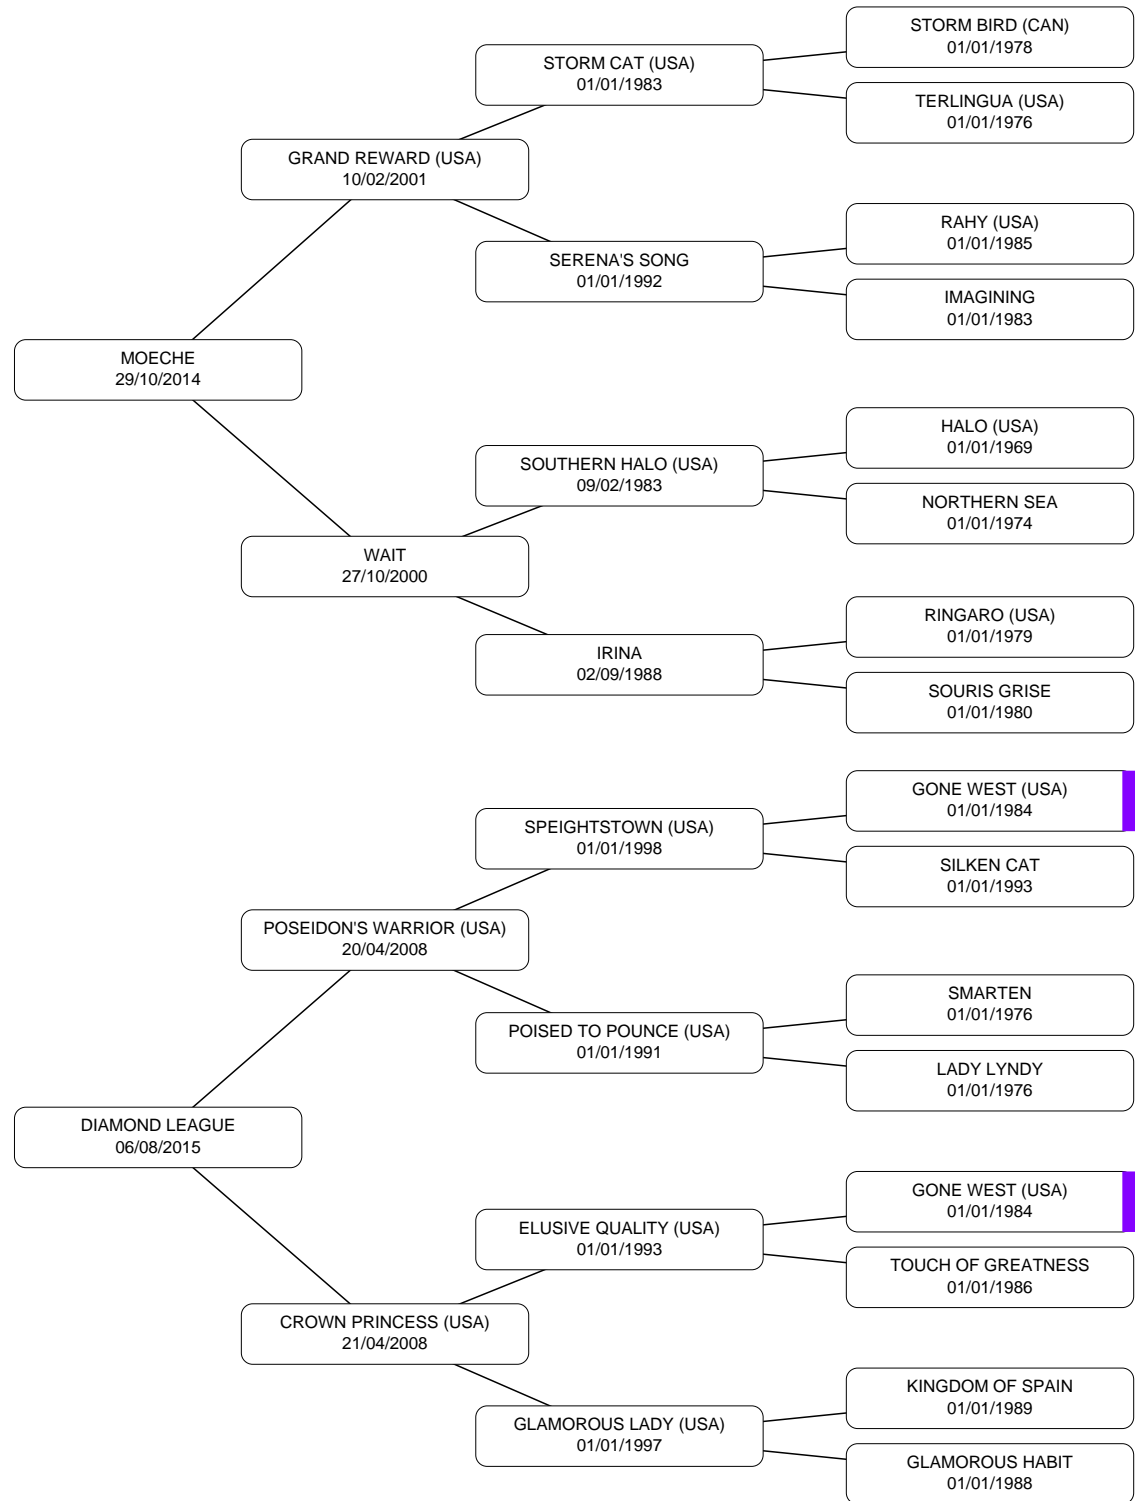 STORM BIRD (CAN)
01/01/1978
STORM CAT (USA)
01/01/1983
TERLINGUA (USA)
01/01/1976
GRAND REWARD (USA)
10/02/2001
RAHY (USA)
01/01/1985
SERENA'S SONG
01/01/1992
IMAGINING
01/01/1983
MOECHE
29/10/2014
HALO (USA)
01/01/1969
SOUTHERN HALO (USA)
09/02/1983
NORTHERN SEA
01/01/1974
WAIT
27/10/2000
RINGARO (USA)
01/01/1979
IRINA
02/09/1988
SOURIS GRISE
01/01/1980
GONE WEST (USA)
01/01/1984
SPEIGHTSTOWN (USA)
01/01/1998
SILKEN CAT
01/01/1993
POSEIDON'S WARRIOR (USA)
20/04/2008
SMARTEN
01/01/1976
POISED TO POUNCE (USA)
01/01/1991
LADY LYNDY
01/01/1976
DIAMOND LEAGUE
06/08/2015
GONE WEST (USA)
01/01/1984
ELUSIVE QUALITY (USA)
01/01/1993
TOUCH OF GREATNESS
01/01/1986
CROWN PRINCESS (USA)
21/04/2008
KINGDOM OF SPAIN
01/01/1989
GLAMOROUS LADY (USA)
01/01/1997
GLAMOROUS HABIT
01/01/1988